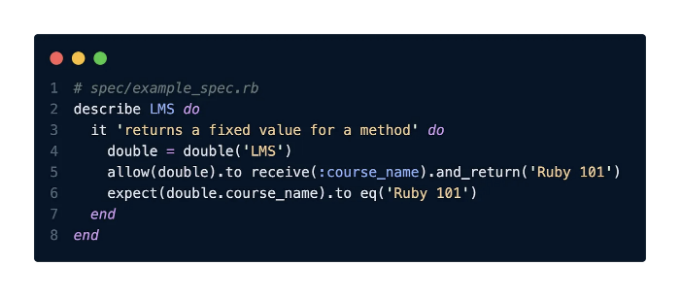 1 # spec/example_spec.rb
2 describe LMS do
3   it 'returns a fixed value for a method' do
4     double = double('LMS')
5     allow(double).to receive(:course_name).and_return('Ruby 101')
6     expect(double.course_name).to eq('Ruby 101')
7   end
8 end